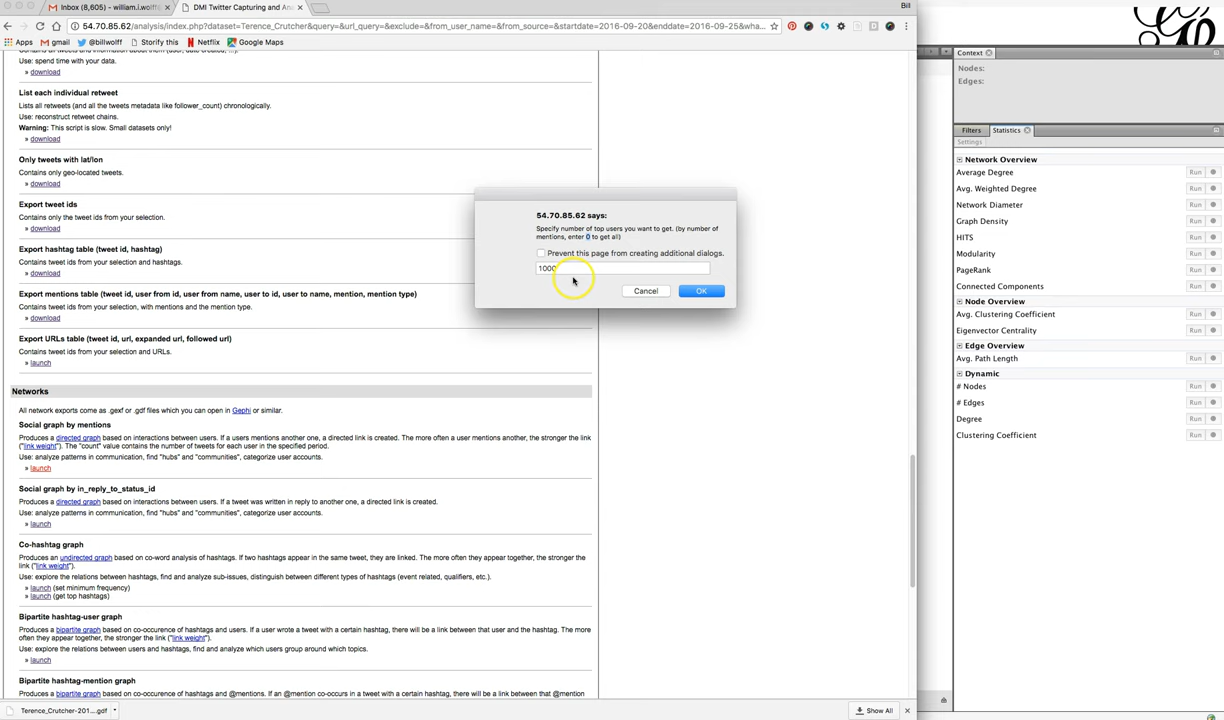 Inbox (8,605) - william.i.wolff
DMI Twitter Capturing and An
Bill
54.70.85.62/analysis/index.php?dataset=Terence_Crutcher&query=&url_query=&exclude=&from_user_name=&from_source=&startdate=2016-09-20&enddate=2016-09-25&wha...
Apps
gmail
@billwolff
Storify this
Netflix
Google Maps
Use: spend time with your data.
» download
List each individual retweet
Lists all retweets (and all the tweets metadata like follower_count) chronologically.
Use: reconstruct retweet chains.
Warning: This script is slow. Small datasets only!
» download
Only tweets with lat/lon
Contains only geo-located tweets.
» download
Export tweet ids
Contains only the tweet ids from your selection.
» download
Export hashtag table (tweet id, hashtag)
Contains tweet ids from your selection and hashtags.
» download
Export mentions table (tweet id, user from id, user from name, user to id, user to name, mention, mention type)
Contains tweet ids from your selection, with mentions and the mention type.
» download
Export URLs table (tweet id, url, expanded url, followed url)
Contains tweet ids from your selection and URLs.
» launch
Networks
All network exports come as .gexf or .gdf files which you can open in Gephi or similar.
Social graph by mentions
Produces a directed graph based on interactions between users. If a users mentions another one, a directed link is created. The more often a user mentions another, the stronger the link
("link weight"). The "count" value contains the number of tweets for each user in the specified period.
Use: analyze patterns in communication, find "hubs" and "communities", categorize user accounts.
» launch
Social graph by in_reply_to_status_id
Produces a directed graph based on interactions between users. If a tweet was written in reply to another one, a directed link is created.
Use: analyze patterns in communication, find "hubs" and "communities", categorize user accounts.
» launch
Co-hashtag graph
Produces an undirected graph based on co-word analysis of hashtags. If two hashtags appear in the same tweet, they are linked. The more often they appear together, the stronger the
link ("link weight").
Use: explore the relations between hashtags, find and analyze sub-issues, distinguish between different types of hashtags (event related, qualifiers, etc.).
» launch (set minimum frequency)
» launch (get top hashtags)
Bipartite hashtag-user graph
Produces a bipartite graph based on co-occurence of hashtags and users. If a user wrote a tweet with a certain hashtag, there will be a link between that user and the hashtag. The more
often they appear together, the stronger the link ("link weight").
Use: explore the relations between users and hashtags, find and analyze which users group around which topics.
» launch
Bipartite hashtag-mention graph
Produces a bipartite graph based on co-occurence of hashtags and @mentions. If an @mention co-occurs in a tweet with a certain hashtag, there will be a link between that @mention
54.70.85.62 says:
Specify number of top users you want to get. (by number of
mentions, enter 0 to get all)
Prevent this page from creating additional dialogs.
1000
Cancel
OK
Terence_Crutcher-201....gdf
Show All
Context
Nodes:
Edges:
Filters
Statistics
Settings
Network Overview
Average Degree Run
Avg. Weighted Degree Run
Network Diameter Run
Graph Density Run
HITS Run
Modularity Run
PageRank Run
Connected Components Run
Node Overview
Avg. Clustering Coefficient Run
Eigenvector Centrality Run
Edge Overview
Avg. Path Length Run
Dynamic
# Nodes Run
# Edges Run
Degree Run
Clustering Coefficient Run